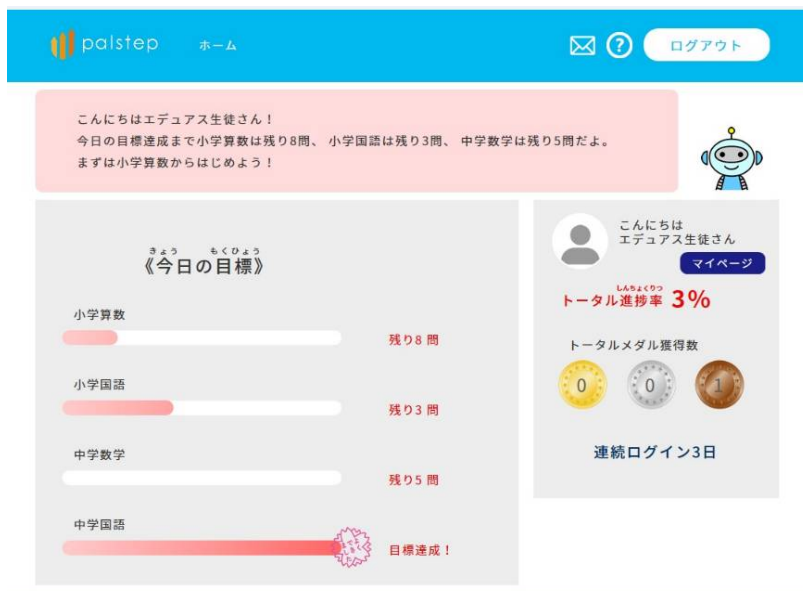 palstep ホーム ? ログアウト
こんにちはエデュアス生徒さん！
今日の目標達成まで小学算数は残り8問、 小学国語は残り3問、 中学数学は残り5問だよ。
まずは小学算数からはじめよう！
きょう もくひょう
《今日の目標》
小学算数
残り8 問
小学国語
残り3 問
中学数学
残り5 問
中学国語
目標達成！
こんにちは
エデュアス生徒さん
マイページ
しんちょくりつ
トータル進捗率 3%
トータルメダル獲得数
0 0 1
連続ログイン3日